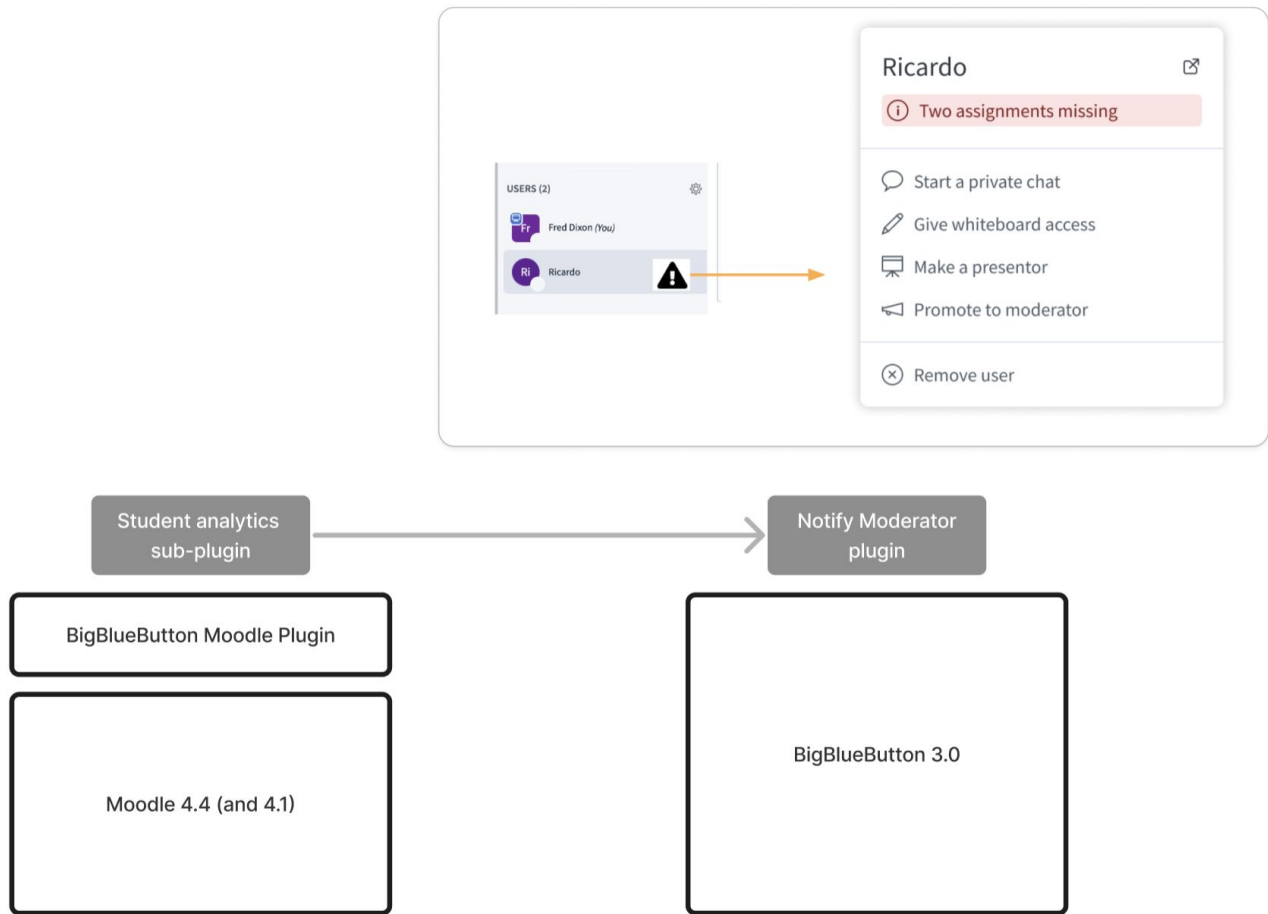 Ricardo
Two assignments missing
Start a private chat
Give whiteboard access
Make a presentor
Promote to moderator
Remove user
USERS (2)
Fr
Fred Dixon (You)
Ri
Ricardo
Student analytics
sub-plugin
Notify Moderator
plugin
BigBlueButton Moodle Plugin
Moodle 4.4 (and 4.1)
BigBlueButton 3.0